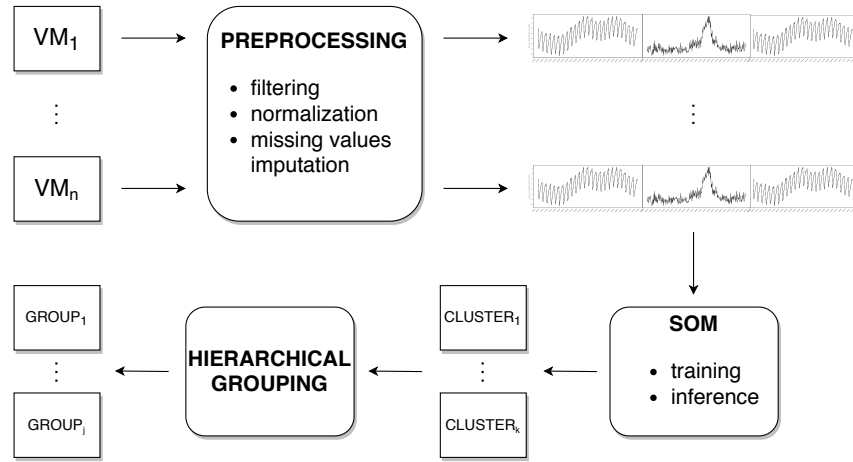 VM₁
PREPROCESSING
• filtering
• normalization
• missing values
imputation
⋮
⋮
VMₙ
GROUP₁
⋮
GROUPⱼ
HIERARCHICAL
GROUPING
CLUSTER₁
⋮
CLUSTERₖ
SOM
• training
• inference